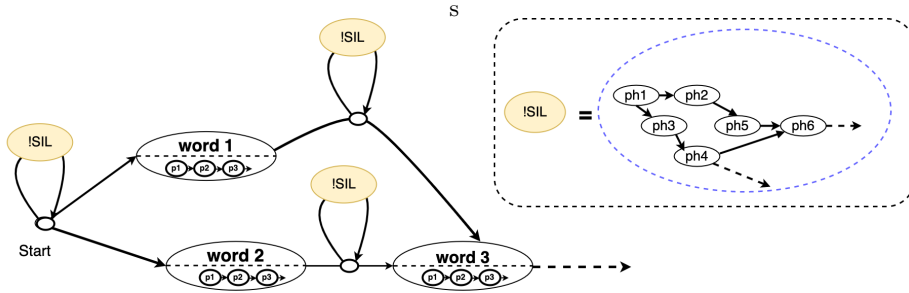 S
!SIL
!SIL
!SIL
!SIL =
ph1 ph2
ph3 ph5 ph6
ph4
word 1
p1 p2 p3
Start
word 2
p1 p2 p3
word 3
p1 p2 p3